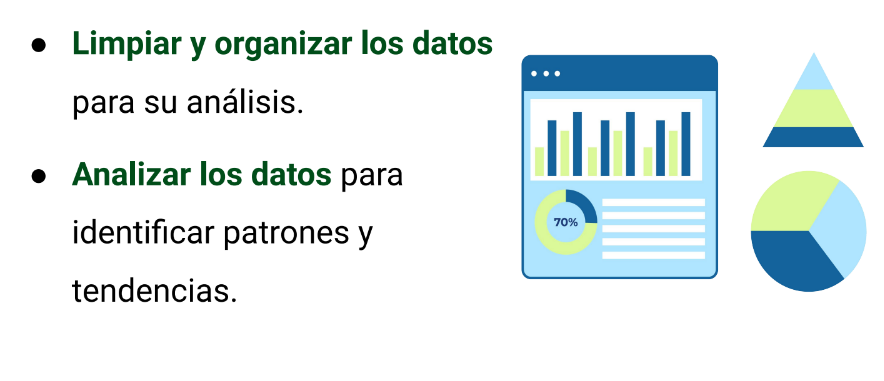 ● Limpiar y organizar los datos
para su análisis.
● Analizar los datos para
identificar patrones y
tendencias.
70%